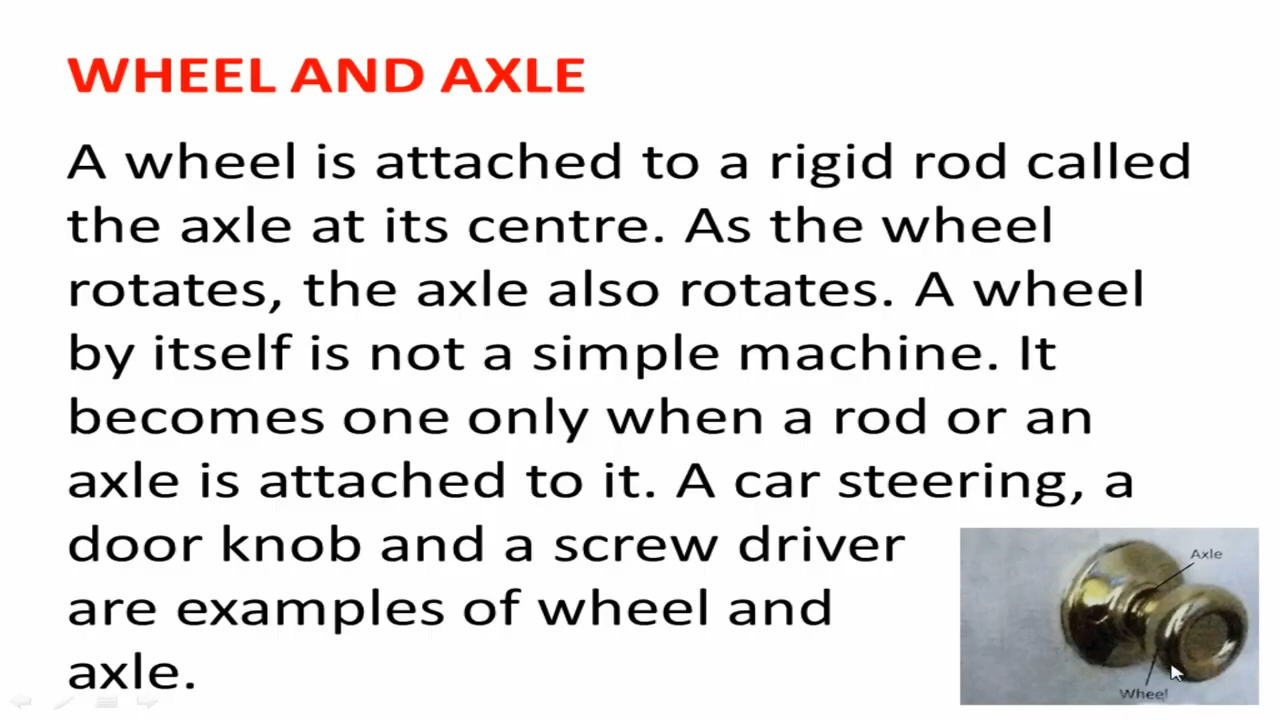 WHEEL AND AXLE
A wheel is attached to a rigid rod called
the axle at its centre. As the wheel
rotates, the axle also rotates. A wheel
by itself is not a simple machine. It
becomes one only when a rod or an
axle is attached to it. A car steering, a
door knob and a screw driver
are examples of wheel and
axle.
Axle
Wheel